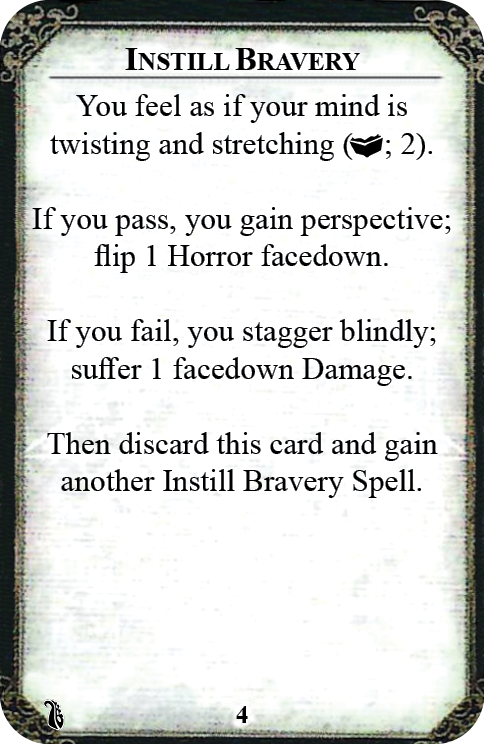 INSTILL BRAVERY
You feel as if your mind is
twisting and stretching (; 2).
If you pass, you gain perspective;
flip 1 Horror facedown.
If you fail, you stagger blindly;
suffer 1 facedown Damage.
Then discard this card and gain
another Instill Bravery Spell.
4